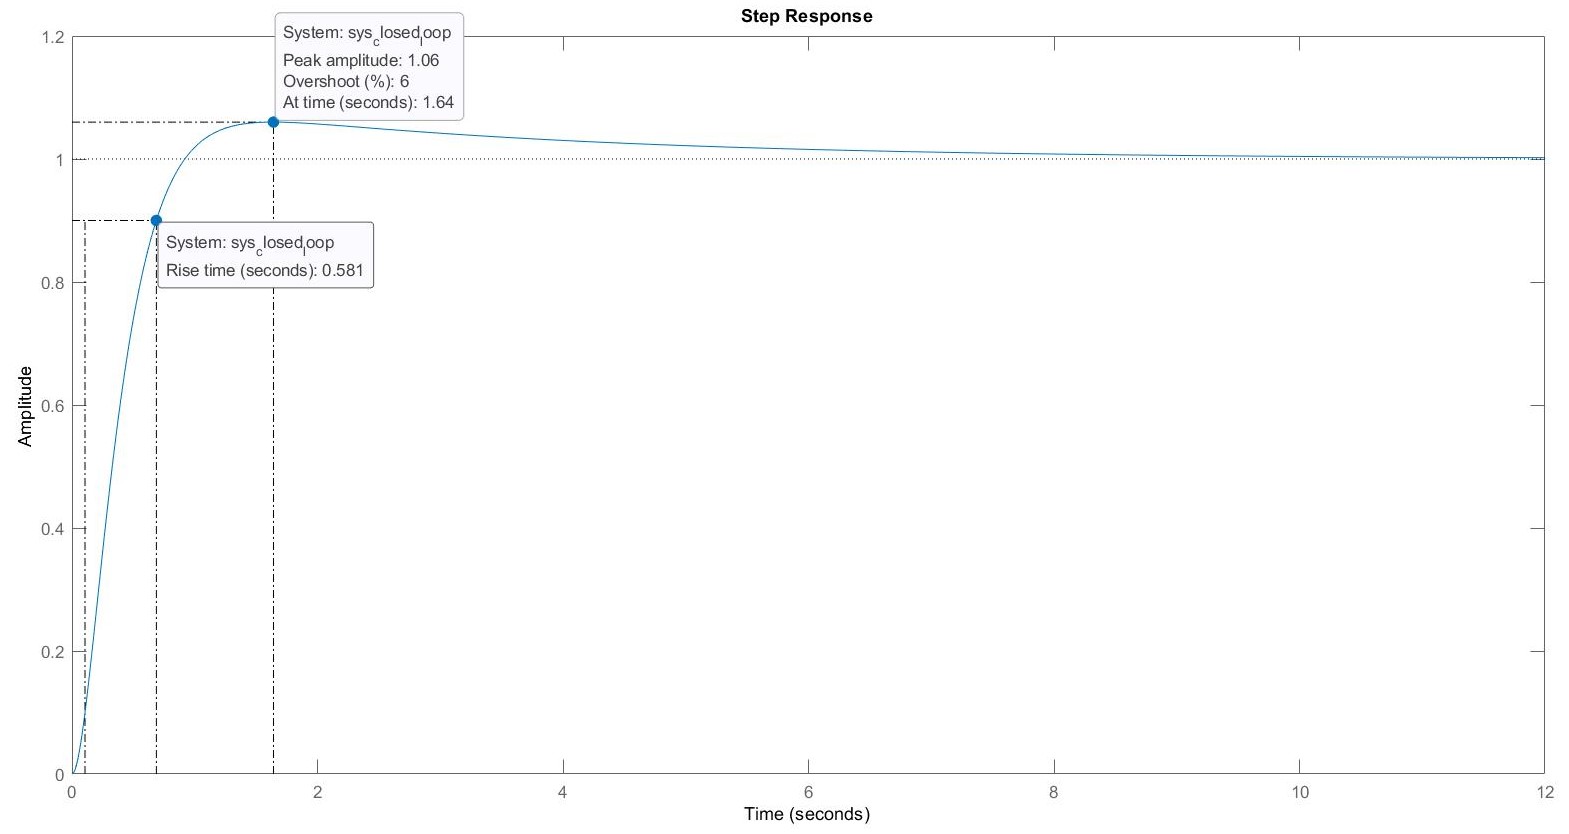 Step Response
System: sys_closed_loop
Peak amplitude: 1.06
Overshoot (%): 6
At time (seconds): 1.64
System: sys_closed_loop
Rise time (seconds): 0.581
Amplitude
1.2
1
0.8
0.6
0.4
0.2
0
0 2 4 6 8 10 12
Time (seconds)